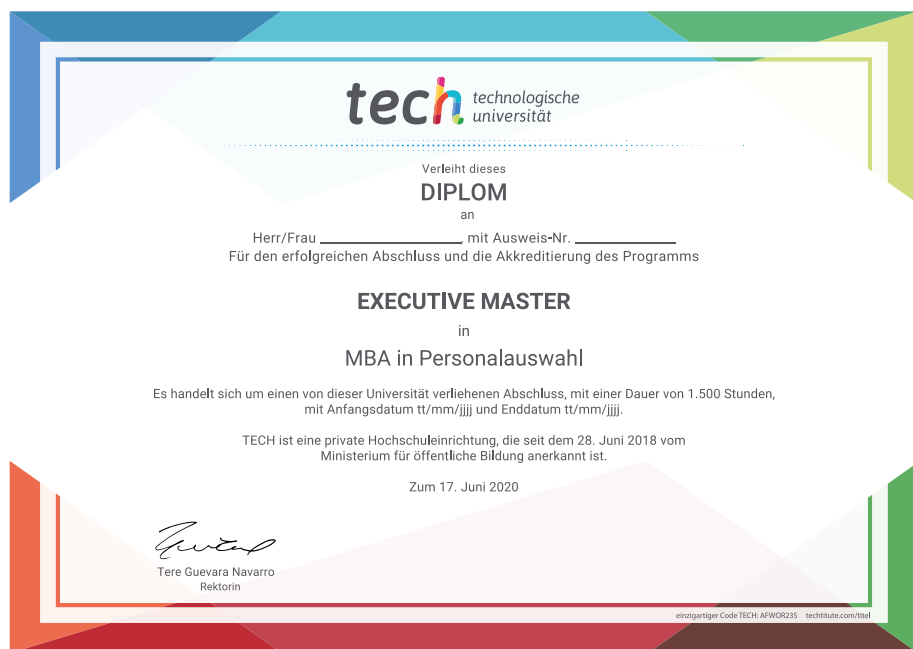 tech technologische
universität
Verleiht dieses
DIPLOM
an
Herr/Frau ____________, mit Ausweis-Nr. ____________
Für den erfolgreichen Abschluss und die Akkreditierung des Programms
EXECUTIVE MASTER
in
MBA in Personalauswahl
Es handelt sich um einen von dieser Universität verliehenen Abschluss, mit einer Dauer von 1.500 Stunden,
mit Anfangsdatum tt/mm/jjjj und Enddatum tt/mm/jjjj.
TECH ist eine private Hochschuleinrichtung, die seit dem 28. Juni 2018 vom
Ministerium für öffentliche Bildung anerkannt ist.
Zum 17. Juni 2020
Tere Guevara Navarro
Rektorin
einzigartiger Code TECH: AFWOR23S techtitute.com/titel